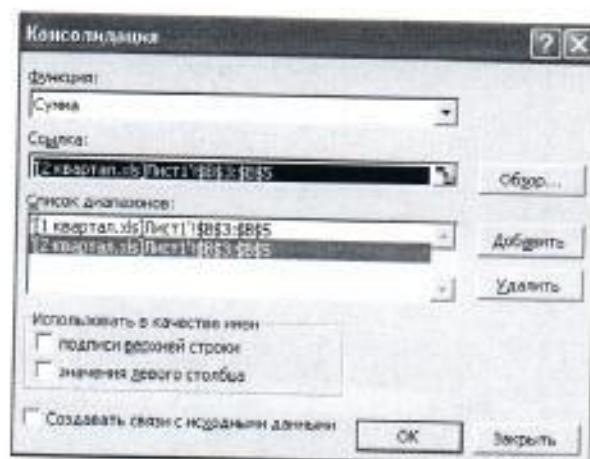 Консолидация
Функция:
Сумма
Ссылка:
'[2 квартал.xls]Лист1'!$B$3:$B$5
Обзор...
Список диапазонов:
'[1 квартал.xls]Лист1'!$B$3:$B$5
'[2 квартал.xls]Лист1'!$B$3:$B$5
Добавить
Удалить
Использовать в качестве имен
подписи верхней строки
значения левого столбца
Создавать связи с исходными данными
ОК
Закрыть